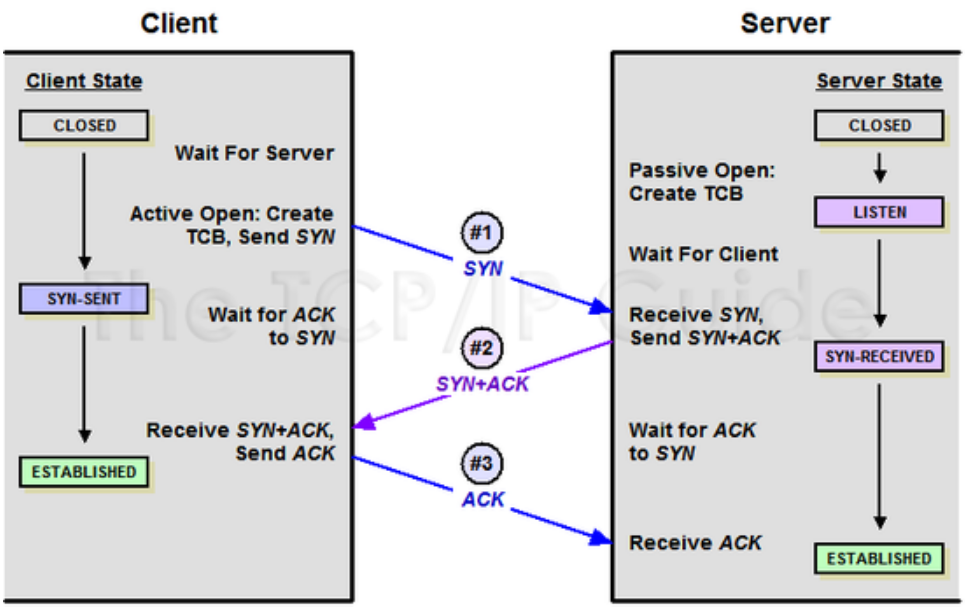 Client
Server
Client State
CLOSED
Wait For Server
Active Open: Create
TCB, Send SYN
SYN-SENT
Wait for ACK
to SYN
Receive SYN+ACK,
Send ACK
ESTABLISHED
#1
SYN
#2
SYN+ACK
#3
ACK
Server State
CLOSED
Passive Open:
Create TCB
LISTEN
Wait For Client
Receive SYN,
Send SYN+ACK
SYN-RECEIVED
Wait for ACK
to SYN
Receive ACK
ESTABLISHED
The TCP/IP Guide